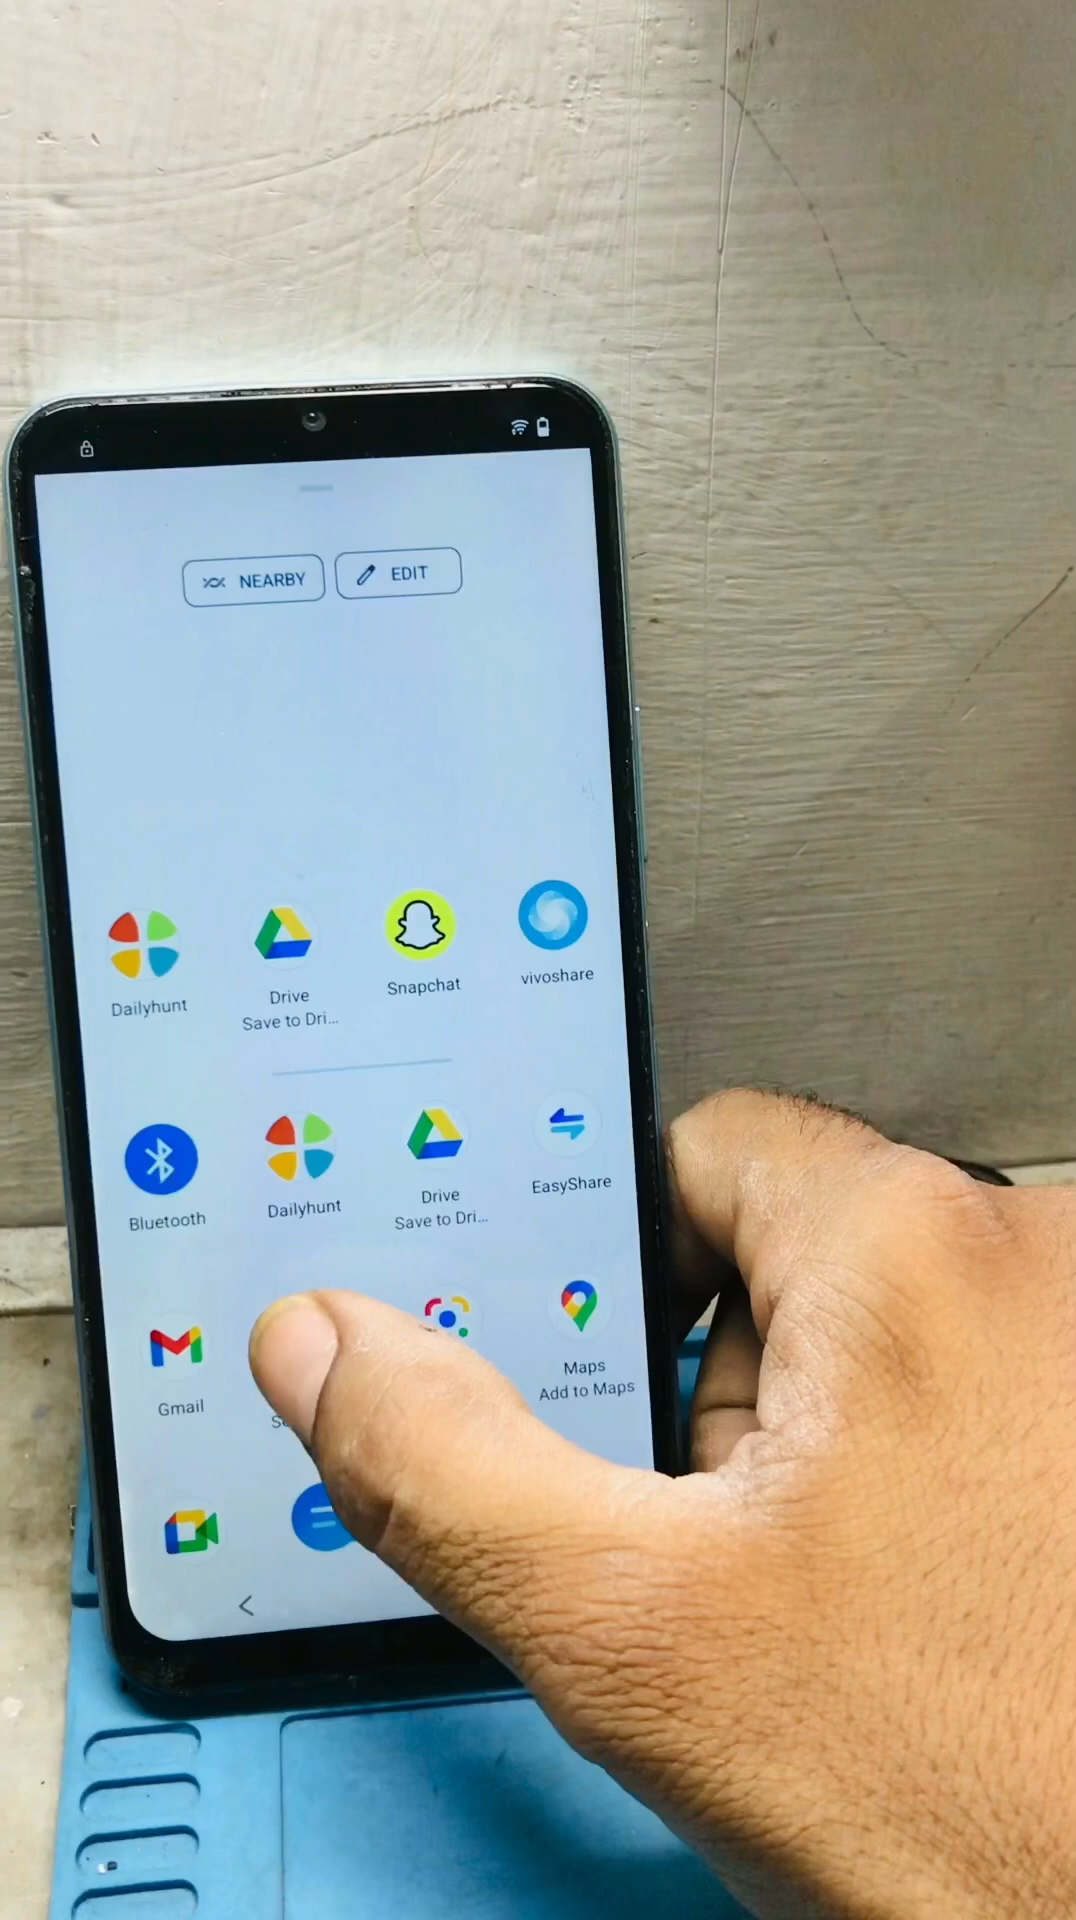 NEARBY
EDIT
Dailyhunt
Drive
Save to Dri...
Snapchat
vivoshare
Bluetooth
Dailyhunt
Drive
Save to Dri...
EasyShare
Gmail
Maps
Add to Maps